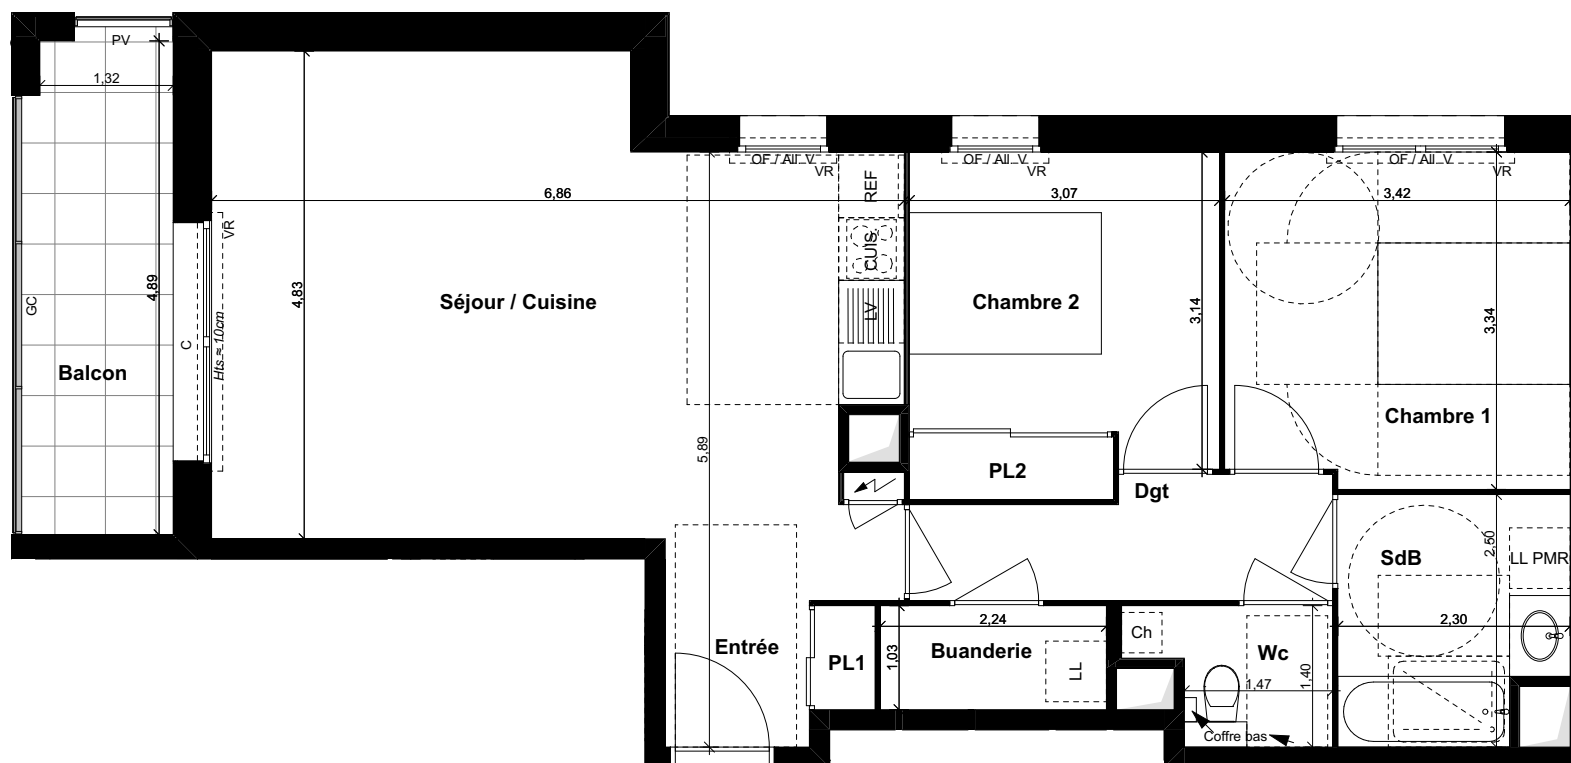 PV
1,32
OF / All V
VR
OF / All V
VR
OF / All V
VR
REF
6,86
3,07
3,42
VR
CUIS
4,89
4,83
Séjour / Cuisine
LV
Chambre 2
3,14
3,34
GC
C
Hts ≈ 10cm
Balcon
Chambre 1
5,89
PL2
Dgt
SdB
2,50
LL PMR
2,24
Ch
2,30
Entrée
PL1
1,03
Buanderie
LL
Wc
1,40
1,47
Coffre bas